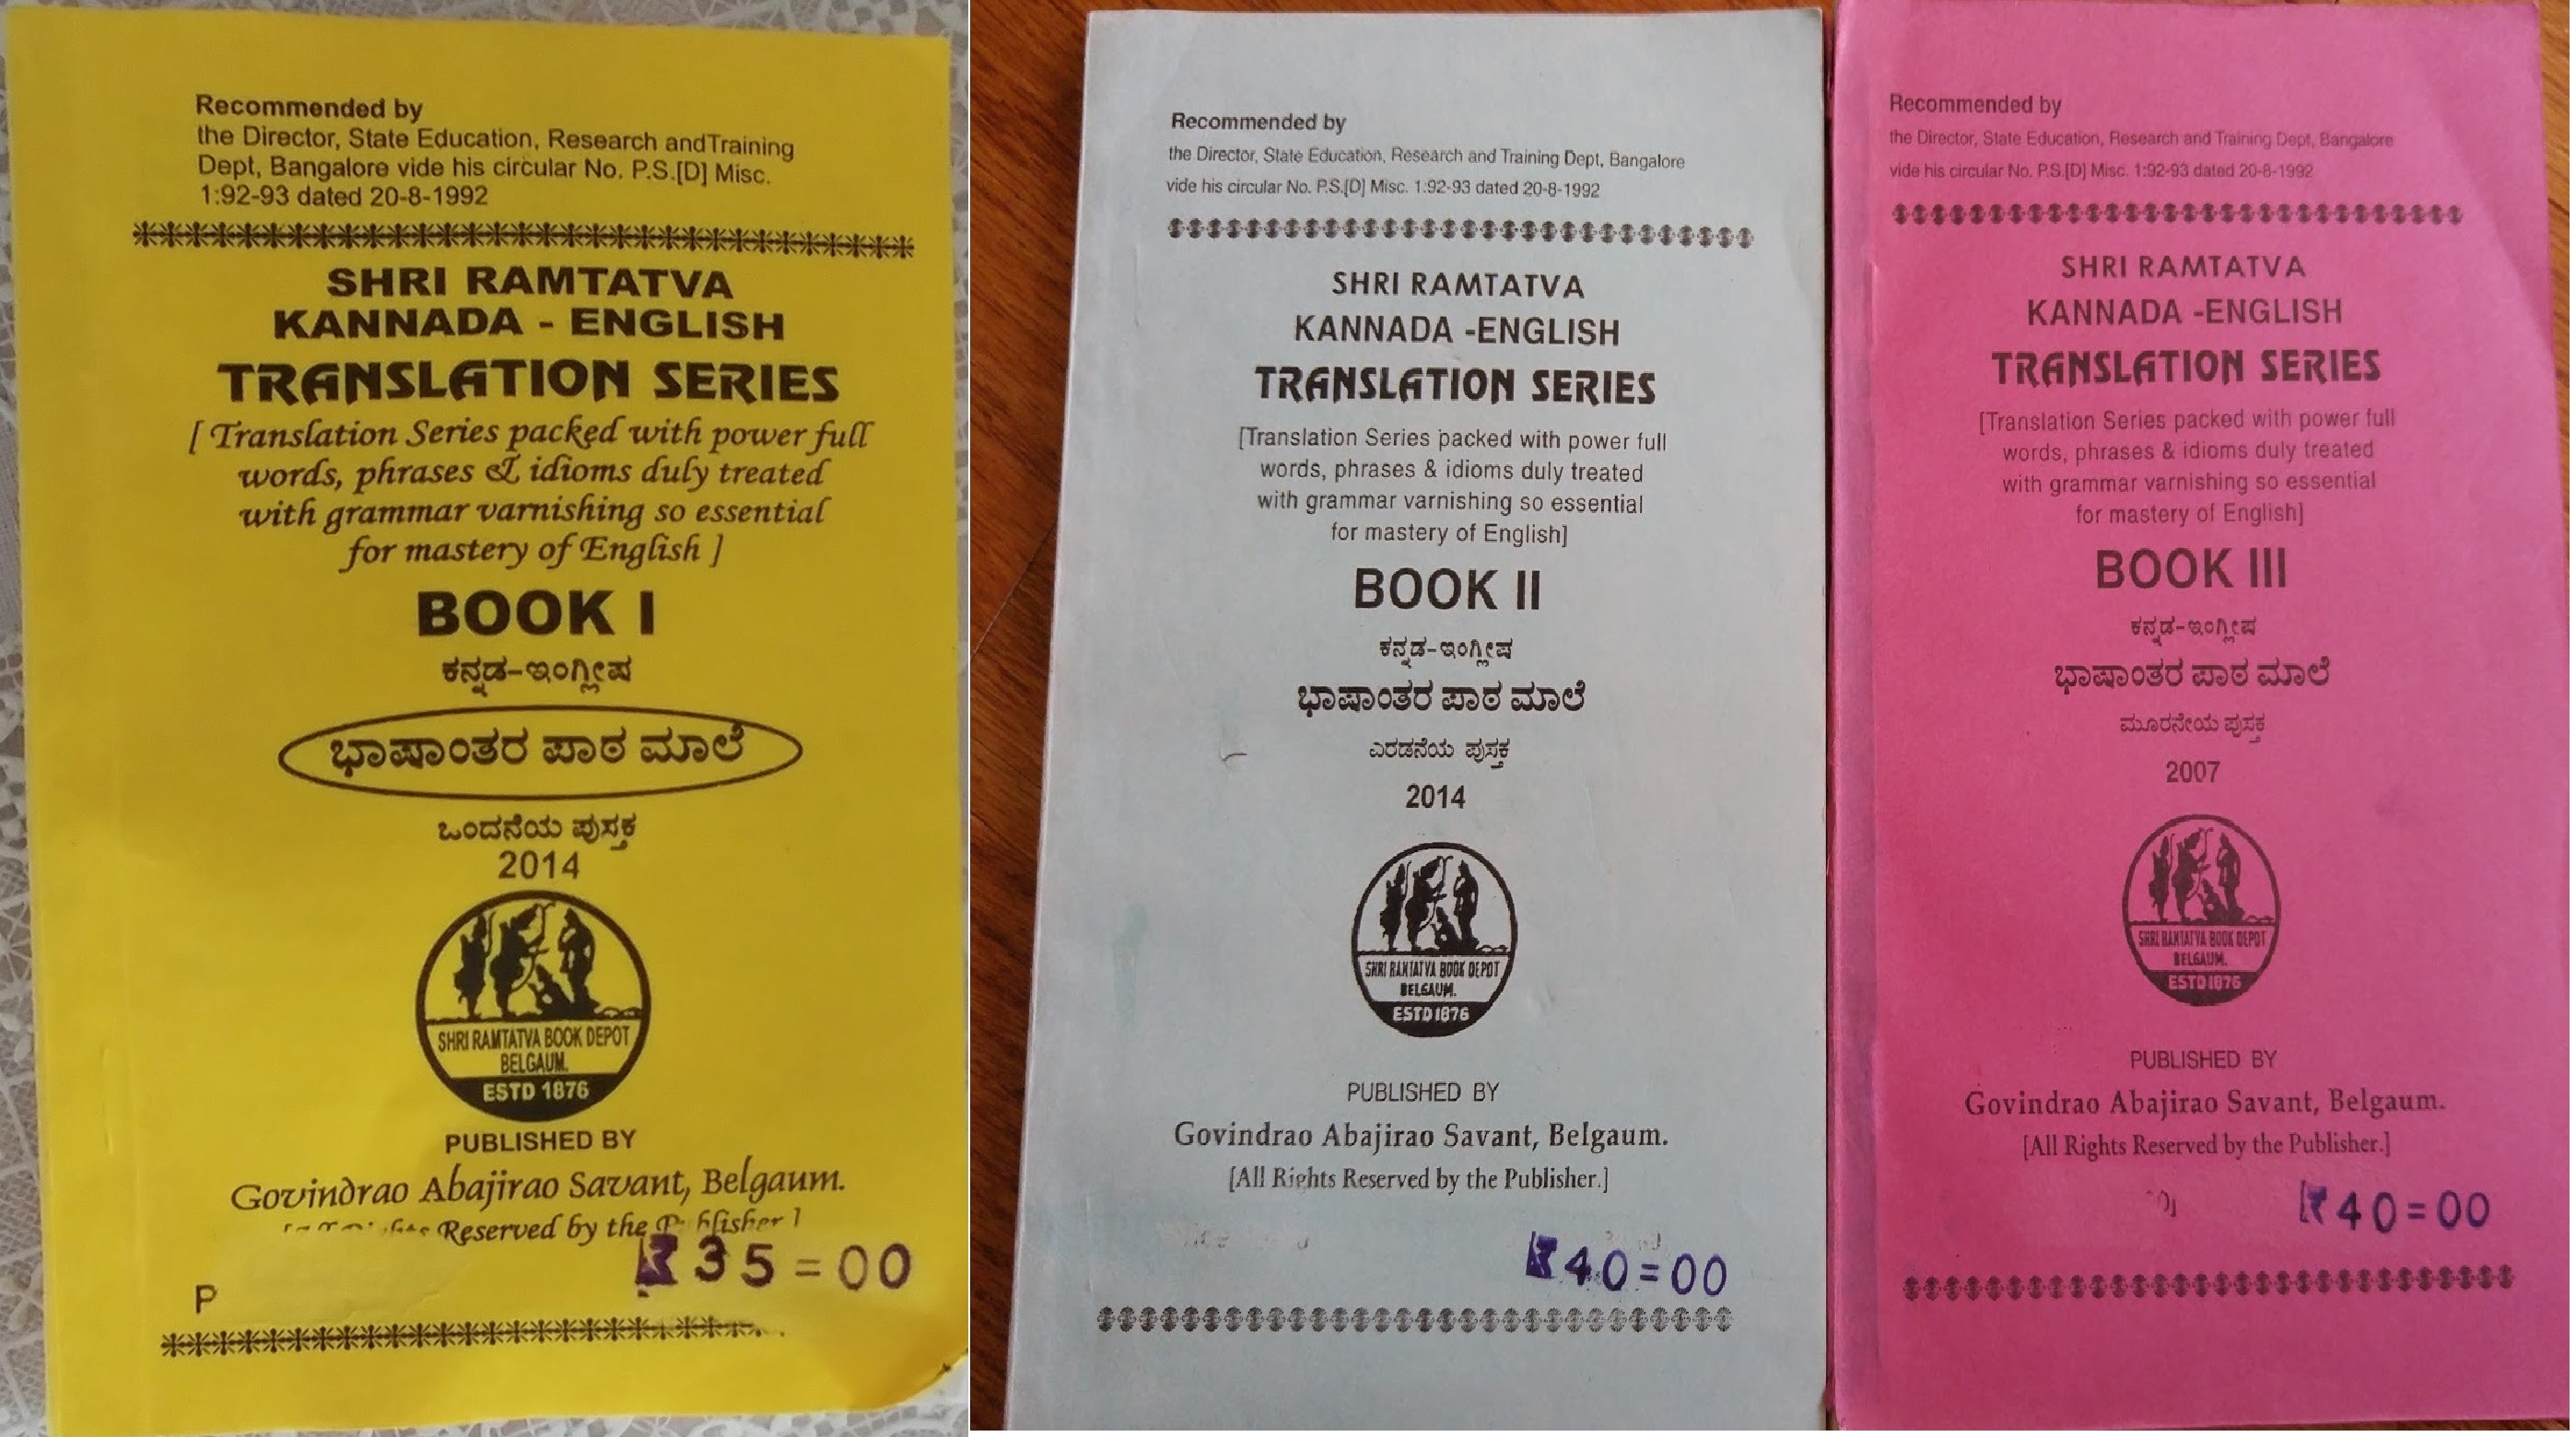 Recommended by
the Director, State Education, Research andTraining
Dept, Bangalore vide his circular No. P.S.[D] Misc.
1:92-93 dated 20-8-1992
SHRI RAMTATVA
KANNADA - ENGLISH
TRANSLATION SERIES
[ Translation Series packed with power full
words, phrases & idioms duly treated
with grammar varnishing so essential
for mastery of English ]
BOOK I
ಕನ್ನಡ-ಇಂಗ್ಲೀಷ
ಭಾಷಾಂತರ ಪಾಠ ಮಾಲೆ
ಒಂದನೆಯ ಪುಸ್ತಕ
2014
SHRI RAMTATVA BOOK DEPOT
BELGAUM.
ESTD 1876
PUBLISHED BY
Govindrao Abajirao Savant, Belgaum.
Reserved by the
₹ 35=00
P
Recommended by
the Director, State Education, Research and Training Dept, Bangalore
vide his circular No. P.S.[D] Misc. 1:92-93 dated 20-8-1992
SHRI RAMTATVA
KANNADA -ENGLISH
TRANSLATION SERIES
[Translation Series packed with power full
words, phrases & idioms duly treated
with grammar varnishing so essential
for mastery of English]
BOOK II
ಕನ್ನಡ-ಇಂಗ್ಲೀಷ
ಭಾಷಾಂತರ ಪಾಠ ಮಾಲೆ
ಎರಡನೆಯ ಪುಸ್ತಕ
2014
SHRI RAMTATVA BOOK DEPOT
BELGAUM.
ESTD 1876
PUBLISHED BY
Govindrao Abajirao Savant, Belgaum.
[All Rights Reserved by the Publisher.]
₹ 40=00
Recommended by
the Director, State Education, Research and Training Dept, Bangalore
vide his circular No. P.S.[D] Misc. 1:92-93 dated 20-8-1992
SHRI RAMTATVA
KANNADA -ENGLISH
TRANSLATION SERIES
[Translation Series packed with power full
words, phrases & idioms duly treated
with grammar varnishing so essential
for mastery of English]
BOOK III
ಕನ್ನಡ-ಇಂಗ್ಲೀಷ
ಭಾಷಾಂತರ ಪಾಠ ಮಾಲೆ
ಮೂರನೇಯ ಪುಸ್ತಕ
2007
SHRI RAMTATVA BOOK DEPOT
BELGAUM.
ESTD 1876
PUBLISHED BY
Govindrao Abajirao Savant, Belgaum.
[All Rights Reserved by the Publisher.]
₹ 40=00